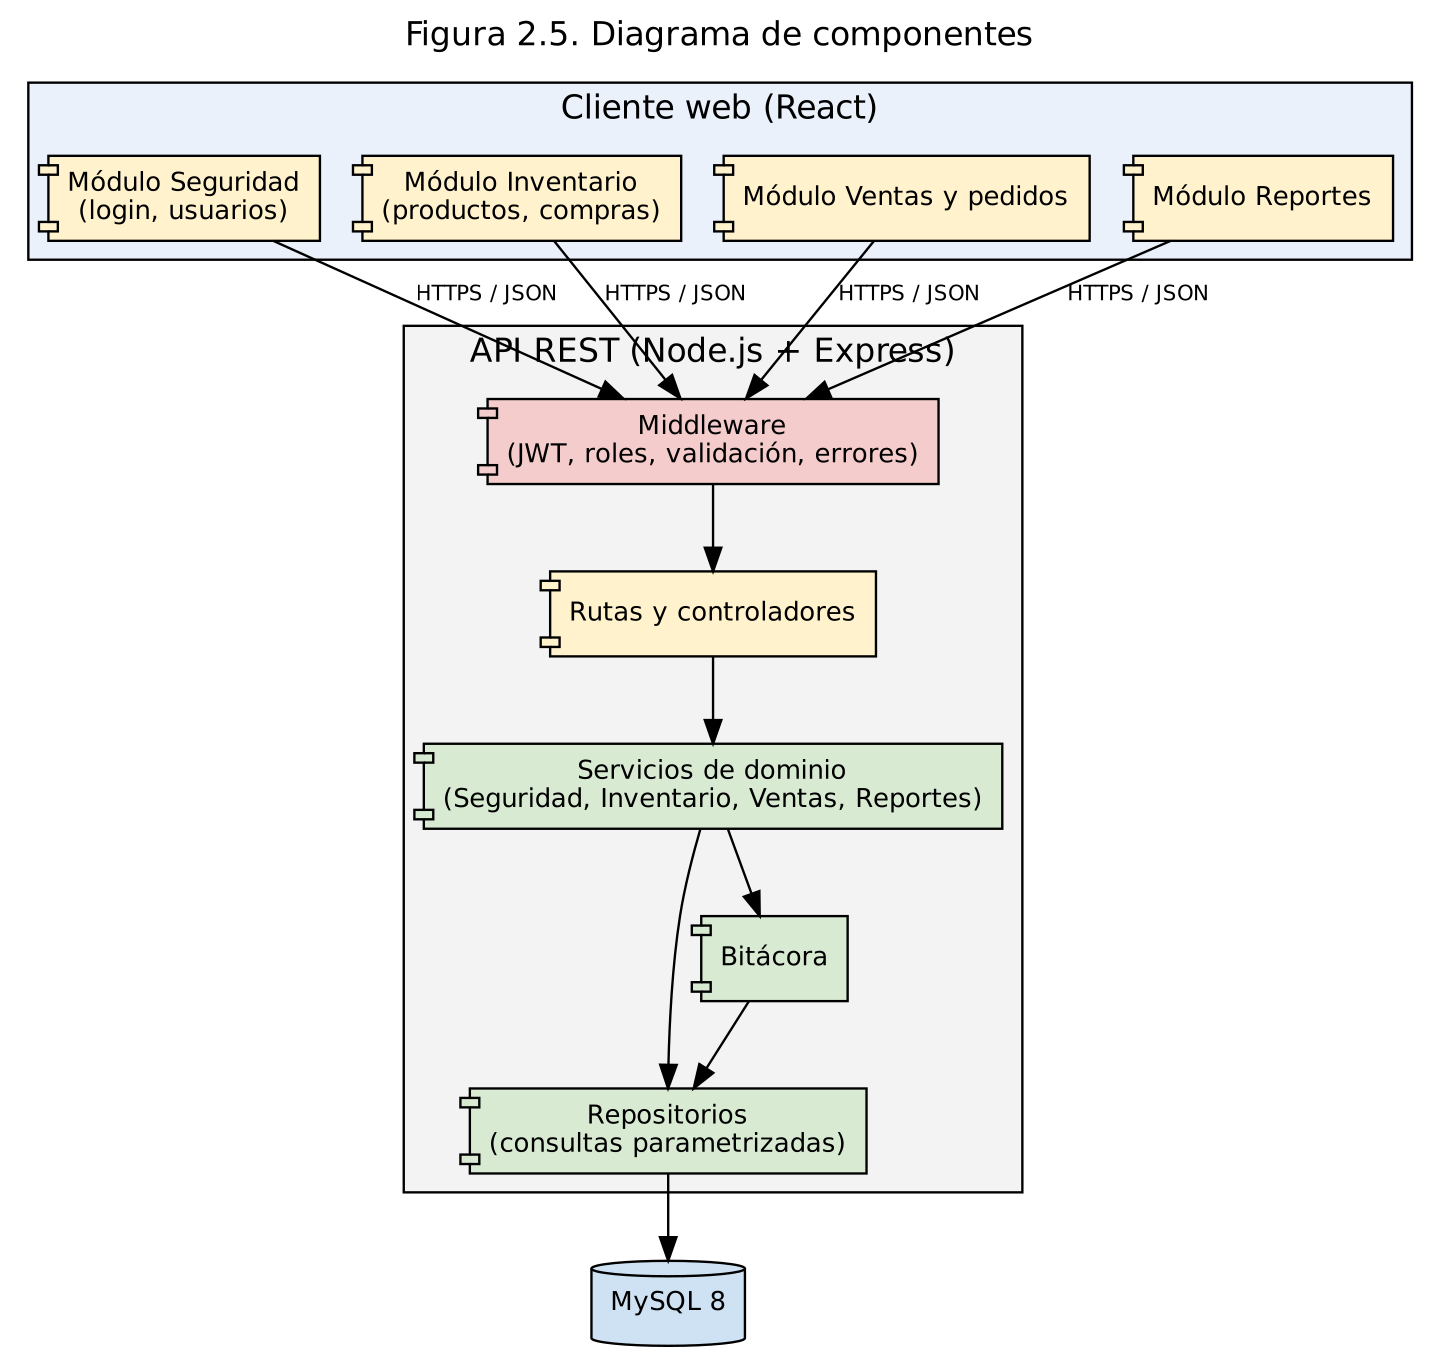 Figura 2.5. Diagrama de componentes
Cliente web (React)
Módulo Seguridad
(login, usuarios)
Módulo Inventario
(productos, compras)
Módulo Ventas y pedidos
Módulo Reportes
HTTPS / JSON
HTTPS / JSON
HTTPS / JSON
HTTPS / JSON
API REST (Node.js + Express)
Middleware
(JWT, roles, validación, errores)
Rutas y controladores
Servicios de dominio
(Seguridad, Inventario, Ventas, Reportes)
Bitácora
Repositorios
(consultas parametrizadas)
MySQL 8